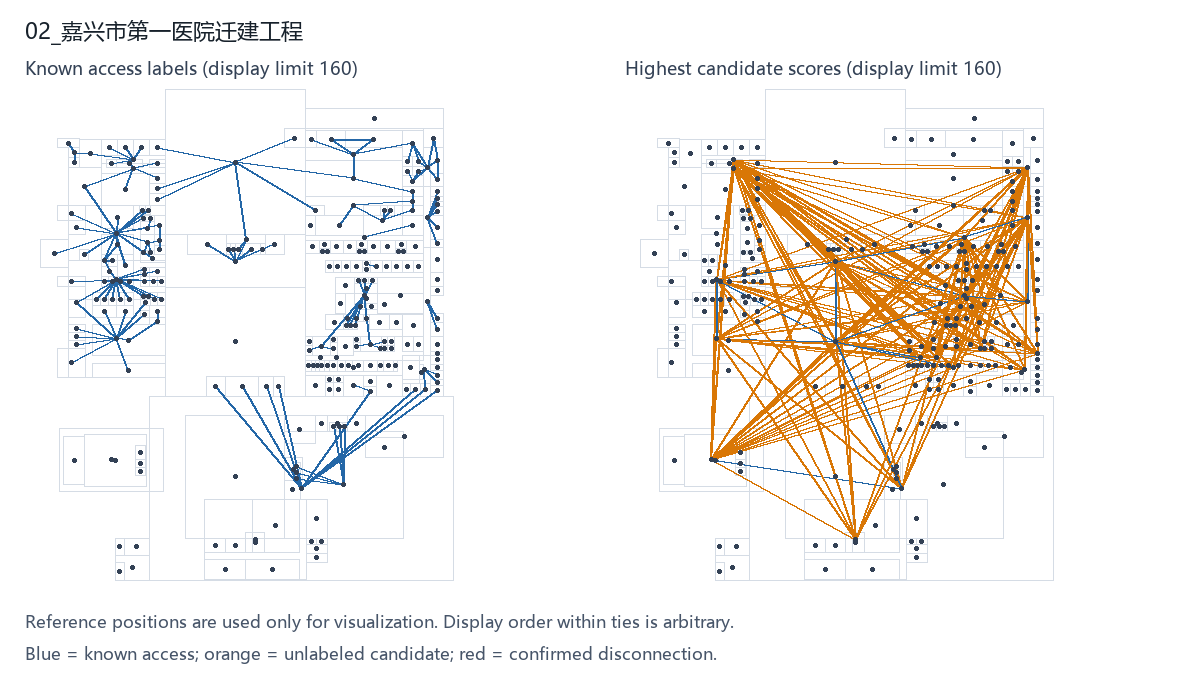 02_嘉兴市第一医院迁建工程
Known access labels (display limit 160)
Highest candidate scores (display limit 160)
Reference positions are used only for visualization. Display order within ties is arbitrary.
Blue = known access; orange = unlabeled candidate; red = confirmed disconnection.